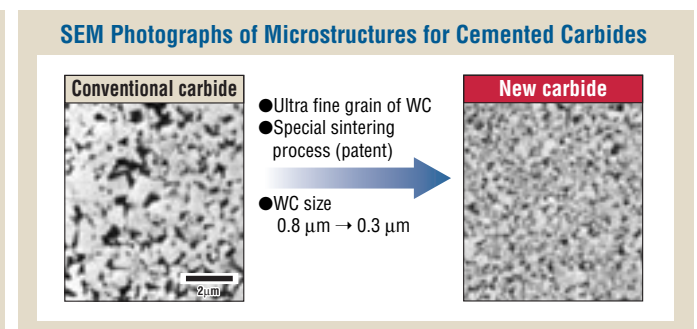 SEM Photographs of Microstructures for Cemented Carbides
Conventional carbide
●Ultra fine grain of WC
●Special sintering
process (patent)
●WC size
0.8 μm → 0.3 μm
New carbide
2μm